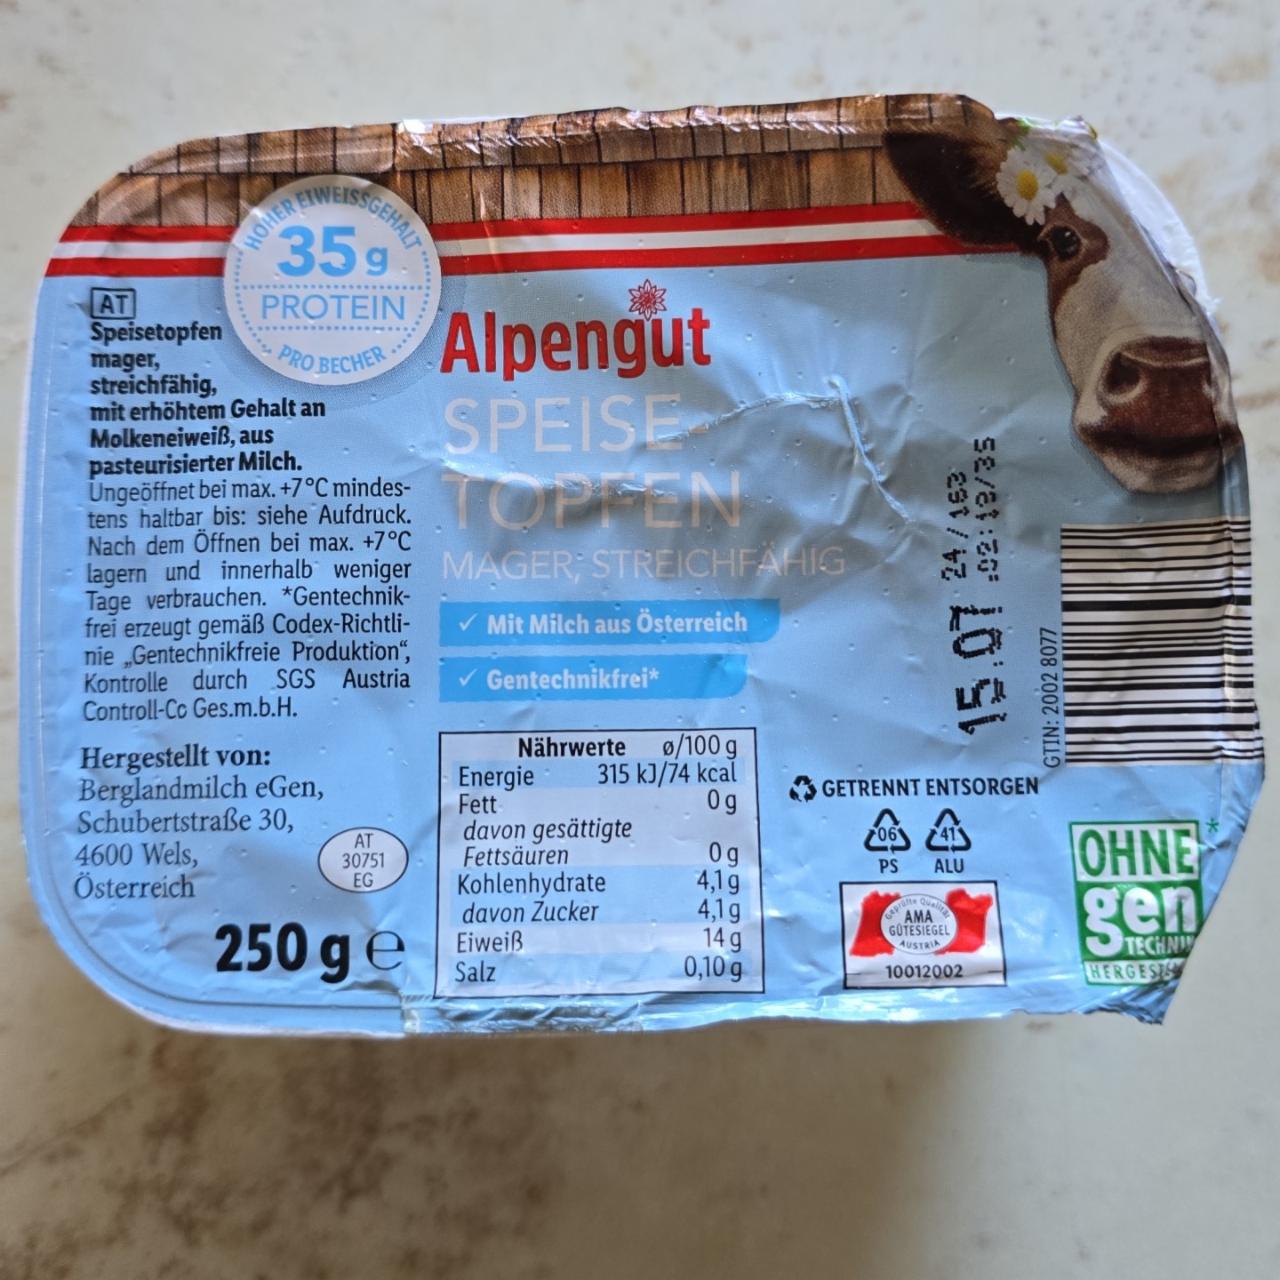 HOHER EIWEISSGEHALT
35 g
PROTEIN
PRO BECHER
AT
Speisetopfen
mager,
streichfähig,
mit erhöhtem Gehalt an
Molkeneiweiß, aus
pasteurisierter Milch.
Ungeöffnet bei max. +7 °C mindes-
tens haltbar bis: siehe Aufdruck.
Nach dem Öffnen bei max. +7 °C
lagern und innerhalb weniger
Tage verbrauchen. *Gentechnik-
frei erzeugt gemäß Codex-Richtli-
nie „Gentechnikfreie Produktion“,
Kontrolle durch SGS Austria
Controll-Co Ges.m.b.H.
Hergestellt von:
Berglandmilch eGen,
Schubertstraße 30,
4600 Wels,
Österreich
AT
30751
EG
250 g e
Alpengut
SPEISE-
TOPFEN
MAGER, STREICHFÄHIG
✓ Mit Milch aus Österreich
✓ Gentechnikfrei*
Nährwerte ø/100 g
Energie 315 kJ/74 kcal
Fett 0 g
davon gesättigte
Fettsäuren 0 g
Kohlenhydrate 4,1 g
davon Zucker 4,1 g
Eiweiß 14 g
Salz 0,10 g
15.07
24/163
GTIN: 2002 8077
GETRENNT ENTSORGEN
06 41
PS ALU
Geprüfte Qualität
AMA
GÜTESIEGEL
AUSTRIA
10012002
OHNE*
gen